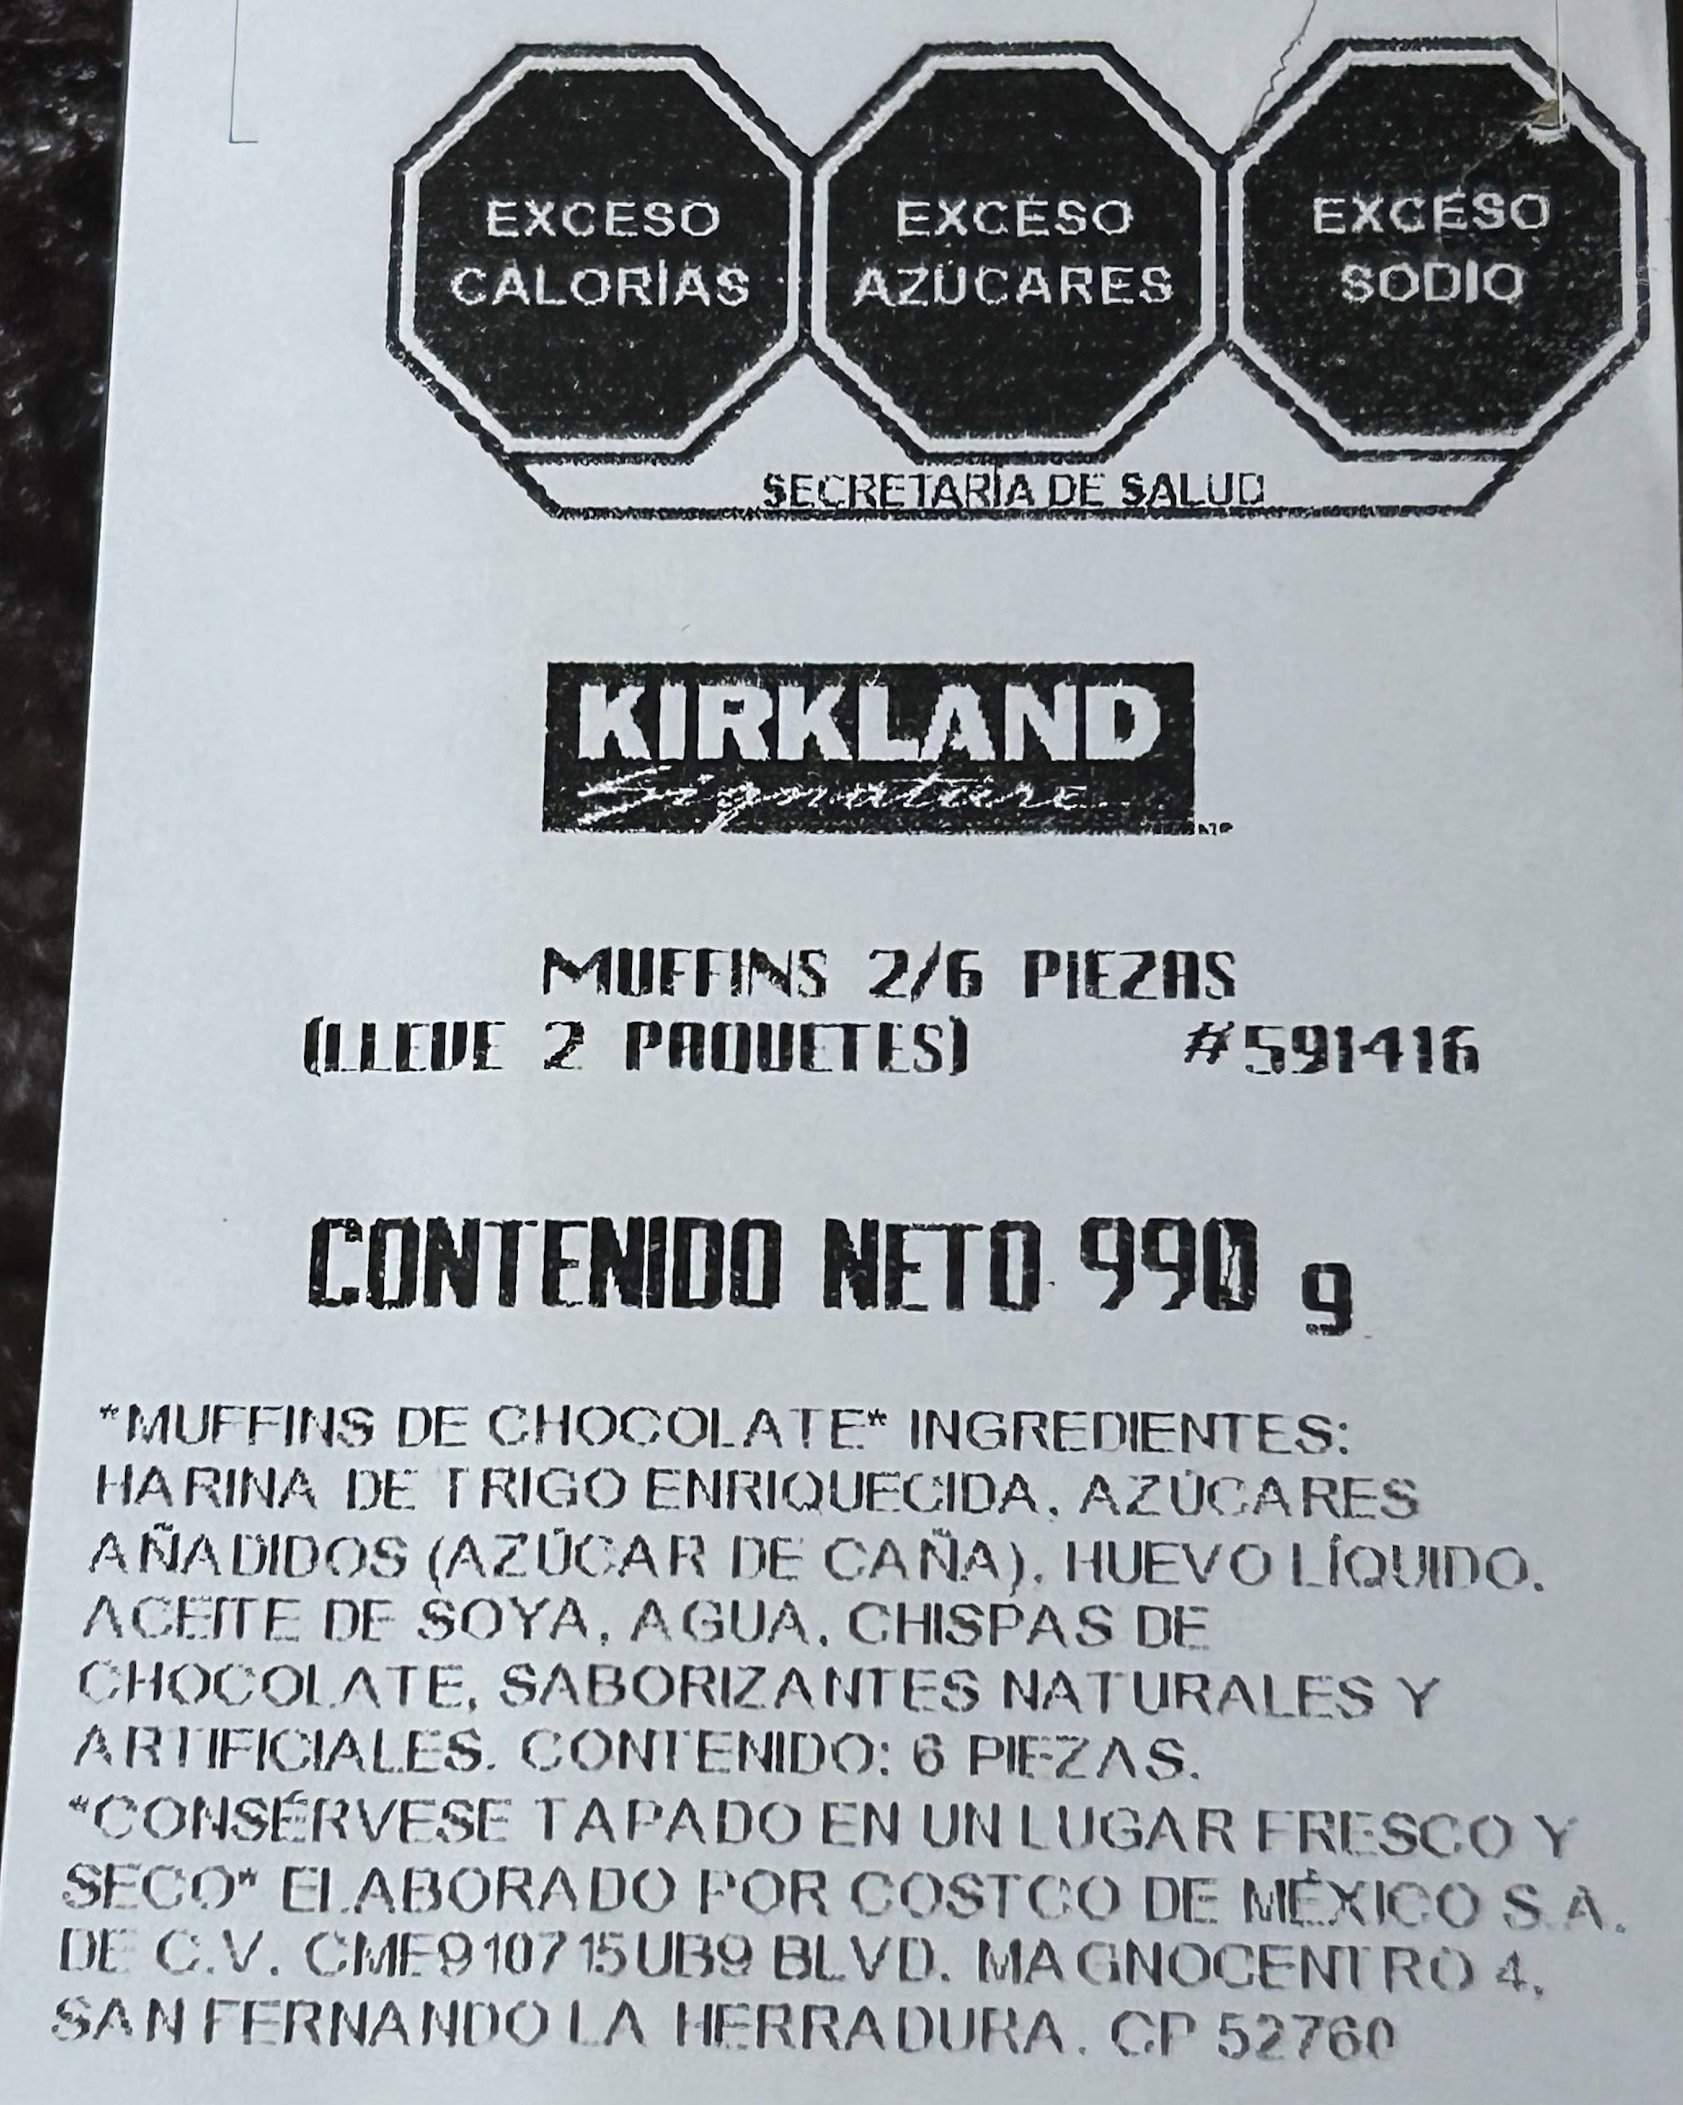 EXCESO CALORÍAS
EXCESO AZÚCARES
EXCESO SODIO
SECRETARÍA DE SALUD
KIRKLAND
Signature
MUFFINS 2/6 PIEZAS
(LLEVE 2 PAQUETES) #591416
CONTENIDO NETO 990 g
*MUFFINS DE CHOCOLATE* INGREDIENTES:
HARINA DE TRIGO ENRIQUECIDA, AZÚCARES
AÑADIDOS (AZÚCAR DE CAÑA), HUEVO LÍQUIDO,
ACEITE DE SOYA, AGUA, CHISPAS DE
CHOCOLATE, SABORIZANTES NATURALES Y
ARTIFICIALES. CONTENIDO: 6 PIEZAS.
*CONSÉRVESE TAPADO EN UN LUGAR FRESCO Y
SECO* ELABORADO POR COSTCO DE MÉXICO S.A.
DE C.V. CME910715UB9 BLVD. MAGNOCENTRO 4,
SAN FERNANDO LA HERRADURA. CP 52760